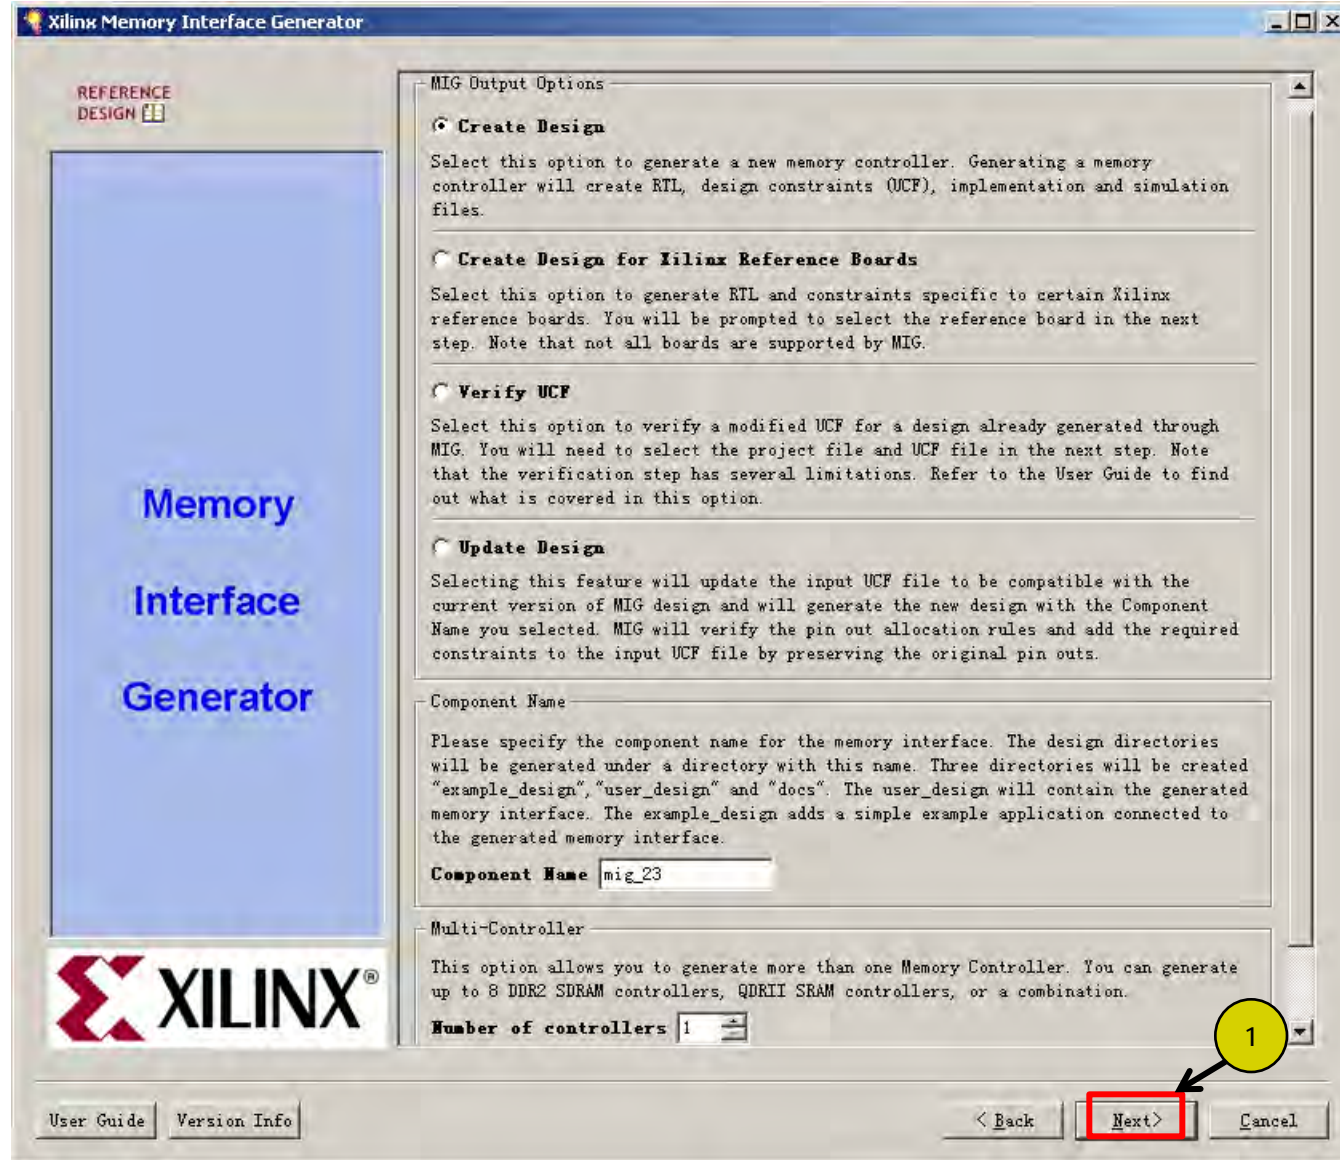 Xilinx Memory Interface Generator
REFERENCE
DESIGN
Memory
Interface
Generator
XILINX®
MIG Output Options
Create Design
Select this option to generate a new memory controller. Generating a memory
controller will create RTL, design constraints (UCF), implementation and simulation
files.
Create Design for Xilinx Reference Boards
Select this option to generate RTL and constraints specific to certain Xilinx
reference boards. You will be prompted to select the reference board in the next
step. Note that not all boards are supported by MIG.
Verify UCF
Select this option to verify a modified UCF for a design already generated through
MIG. You will need to select the project file and UCF file in the next step. Note
that the verification step has several limitations. Refer to the User Guide to find
out what is covered in this option.
Update Design
Selecting this feature will update the input UCF file to be compatible with the
current version of MIG design and will generate the new design with the Component
Name you selected. MIG will verify the pin out allocation rules and add the required
constraints to the input UCF file by preserving the original pin outs.
Component Name
Please specify the component name for the memory interface. The design directories
will be generated under a directory with this name. Three directories will be created
"example_design", "user_design" and "docs". The user_design will contain the generated
memory interface. The example_design adds a simple example application connected to
the generated memory interface.
Component Name mig_23
Multi-Controller
This option allows you to generate more than one Memory Controller. You can generate
up to 8 DDR2 SDRAM controllers, QDRII SRAM controllers, or a combination.
Number of controllers 1
1
User Guide Version Info < Back Next> Cancel